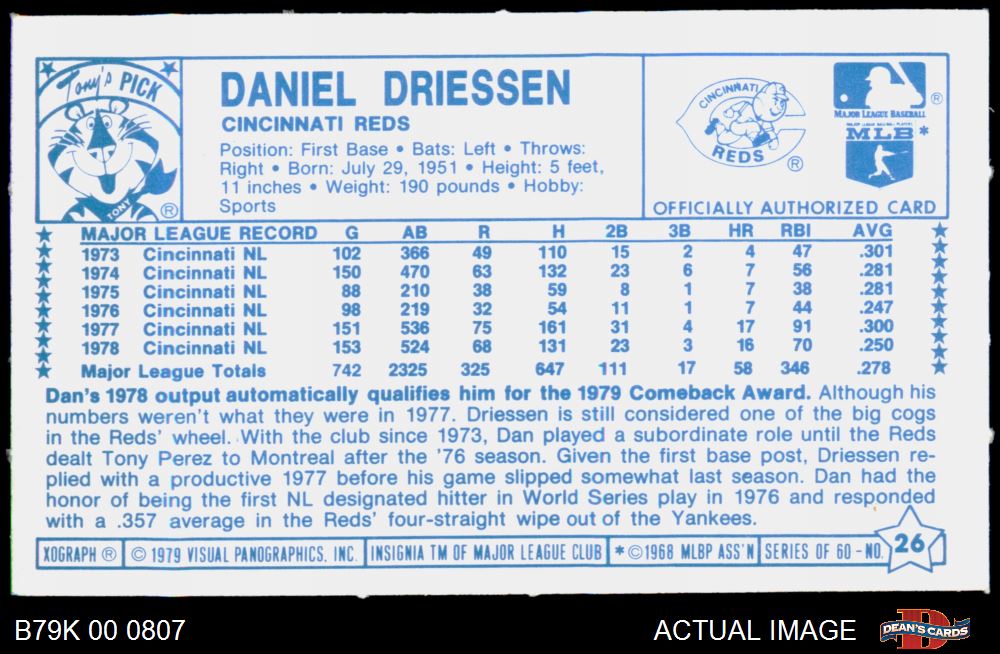 Tony's PICK
TONY
®
DANIEL DRIESSEN
CINCINNATI REDS
Position: First Base • Bats: Left • Throws:
Right • Born: July 29, 1951 • Height: 5 feet,
11 inches • Weight: 190 pounds • Hobby:
Sports
CINCINNATI
REDS
®
®
MAJOR LEAGUE BASEBALL
MAJOR LEAGUE BASEBALL PLAYERS
MLB *
OFFICIALLY AUTHORIZED CARD
MAJOR LEAGUE RECORD G AB R H 2B 3B HR RBI AVG
1973 Cincinnati NL 102 366 49 110 15 2 4 47 .301
1974 Cincinnati NL 150 470 63 132 23 6 7 56 .281
1975 Cincinnati NL 88 210 38 59 8 1 7 38 .281
1976 Cincinnati NL 98 219 32 54 11 1 7 44 .247
1977 Cincinnati NL 151 536 75 161 31 4 17 91 .300
1978 Cincinnati NL 153 524 68 131 23 3 16 70 .250
Major League Totals 742 2325 325 647 111 17 58 346 .278
Dan's 1978 output automatically qualifies him for the 1979 Comeback Award. Although his
numbers weren't what they were in 1977. Driessen is still considered one of the big cogs
in the Reds' wheel. With the club since 1973, Dan played a subordinate role until the Reds
dealt Tony Perez to Montreal after the '76 season. Given the first base post, Driessen re-
plied with a productive 1977 before his game slipped somewhat last season. Dan had the
honor of being the first NL designated hitter in World Series play in 1976 and responded
with a .357 average in the Reds' four-straight wipe out of the Yankees.
XOGRAPH ® © 1979 VISUAL PANOGRAPHICS. INC. INSIGNIA TM OF MAJOR LEAGUE CLUB * © 1968 MLBP ASS'N SERIES OF 60 - NO. 26
B79K 00 0807
ACTUAL IMAGE
D
DEAN'S CARDS